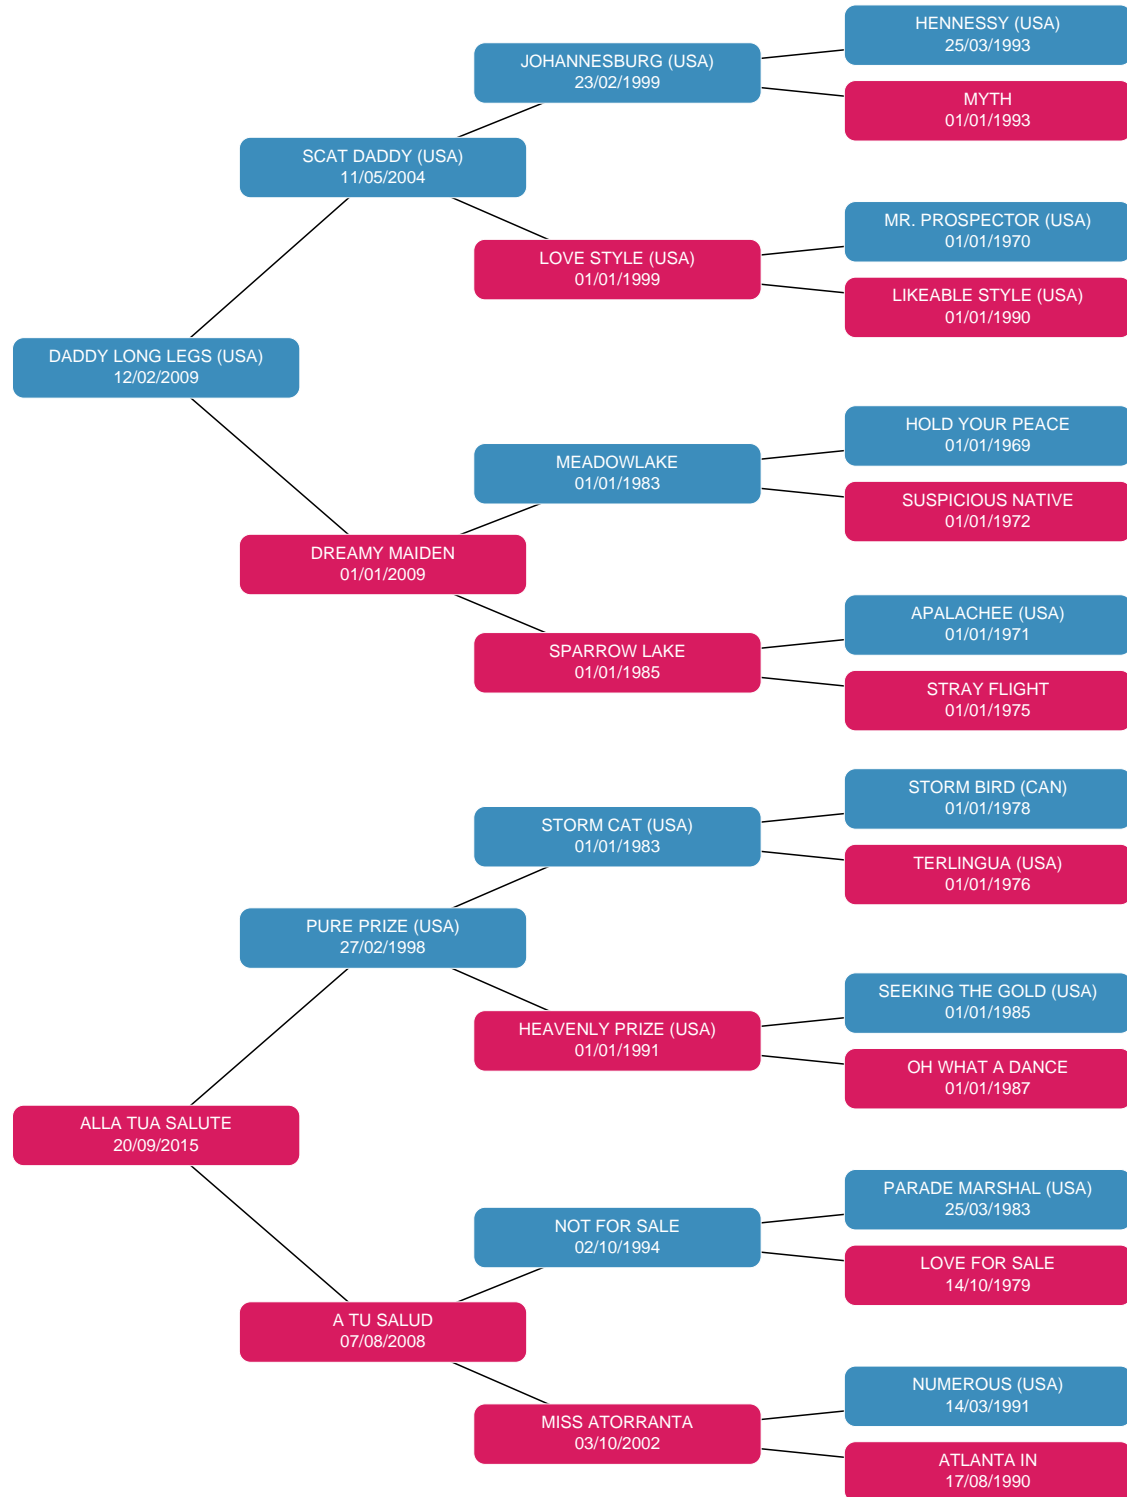 HENNESSY (USA)
25/03/1993
JOHANNESBURG (USA)
23/02/1999
MYTH
01/01/1993
SCAT DADDY (USA)
11/05/2004
MR. PROSPECTOR (USA)
01/01/1970
LOVE STYLE (USA)
01/01/1999
LIKEABLE STYLE (USA)
01/01/1990
DADDY LONG LEGS (USA)
12/02/2009
HOLD YOUR PEACE
01/01/1969
MEADOWLAKE
01/01/1983
SUSPICIOUS NATIVE
01/01/1972
DREAMY MAIDEN
01/01/2009
APALACHEE (USA)
01/01/1971
SPARROW LAKE
01/01/1985
STRAY FLIGHT
01/01/1975
STORM BIRD (CAN)
01/01/1978
STORM CAT (USA)
01/01/1983
TERLINGUA (USA)
01/01/1976
PURE PRIZE (USA)
27/02/1998
SEEKING THE GOLD (USA)
01/01/1985
HEAVENLY PRIZE (USA)
01/01/1991
OH WHAT A DANCE
01/01/1987
ALLA TUA SALUTE
20/09/2015
PARADE MARSHAL (USA)
25/03/1983
NOT FOR SALE
02/10/1994
LOVE FOR SALE
14/10/1979
A TU SALUD
07/08/2008
NUMEROUS (USA)
14/03/1991
MISS ATORRANTA
03/10/2002
ATLANTA IN
17/08/1990